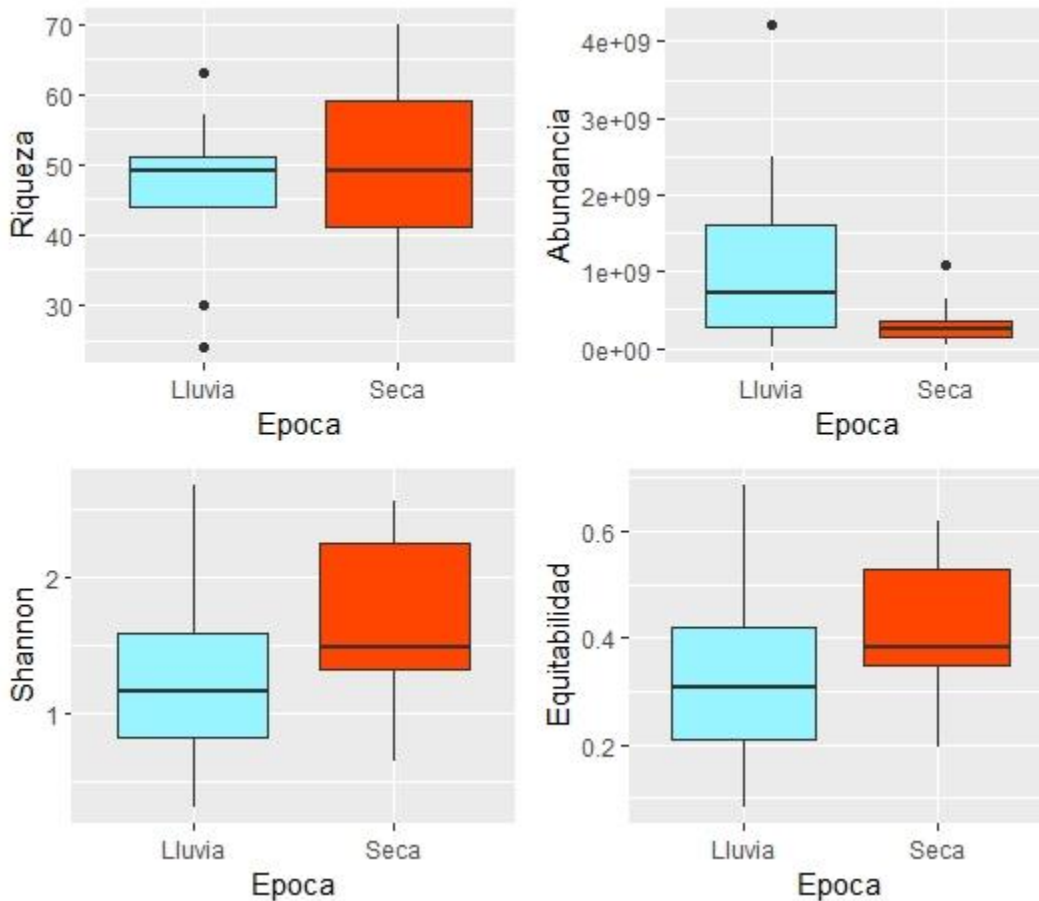 Riqueza
70
60
50
40
30
Lluvia
Seca
Epoca
Abundancia
4e+09
3e+09
2e+09
1e+09
0e+00
Lluvia
Seca
Epoca
Shannon
2
1
Lluvia
Seca
Epoca
Equitabilidad
0.6
0.4
0.2
Lluvia
Seca
Epoca